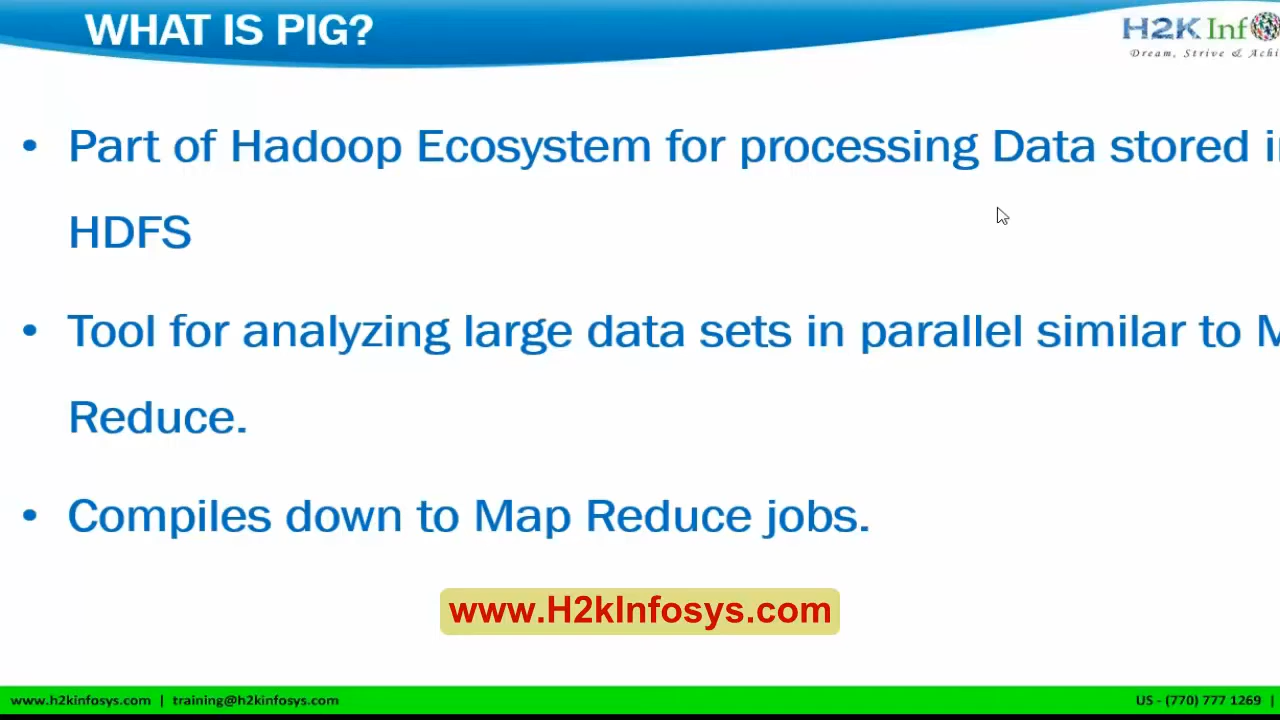 WHAT IS PIG?
H2K Inf
Dream, Strive & Achi
• Part of Hadoop Ecosystem for processing Data stored i
HDFS
• Tool for analyzing large data sets in parallel similar to M
Reduce.
• Compiles down to Map Reduce jobs.
www.H2kInfosys.com
www.h2kinfosys.com | training@h2kinfosys.com
US - (770) 777 1269 |